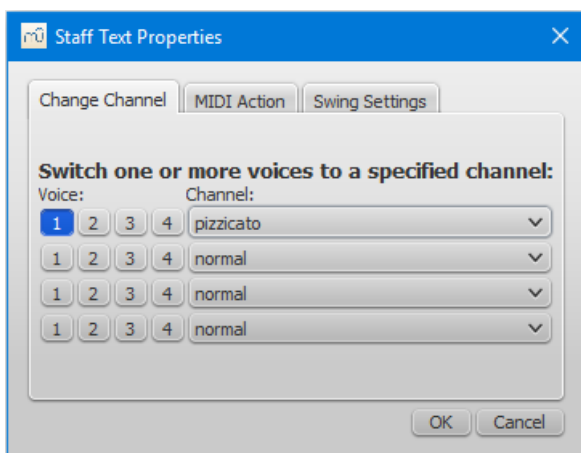 Staff Text Properties
Change Channel MIDI Action Swing Settings
Switch one or more voices to a specified channel:
Voice: Channel:
1 2 3 4 pizzicato
1 2 3 4 normal
1 2 3 4 normal
1 2 3 4 normal
OK Cancel